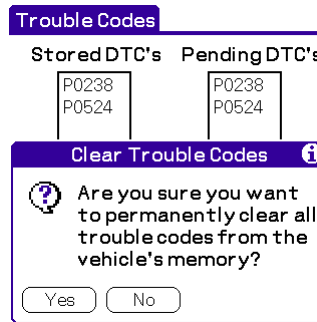 Trouble Codes
Stored DTC's Pending DTC's
P0238 P0238
P0524 P0524
Clear Trouble Codes i
Are you sure you want
to permanently clear all
trouble codes from the
vehicle's memory?
Yes No